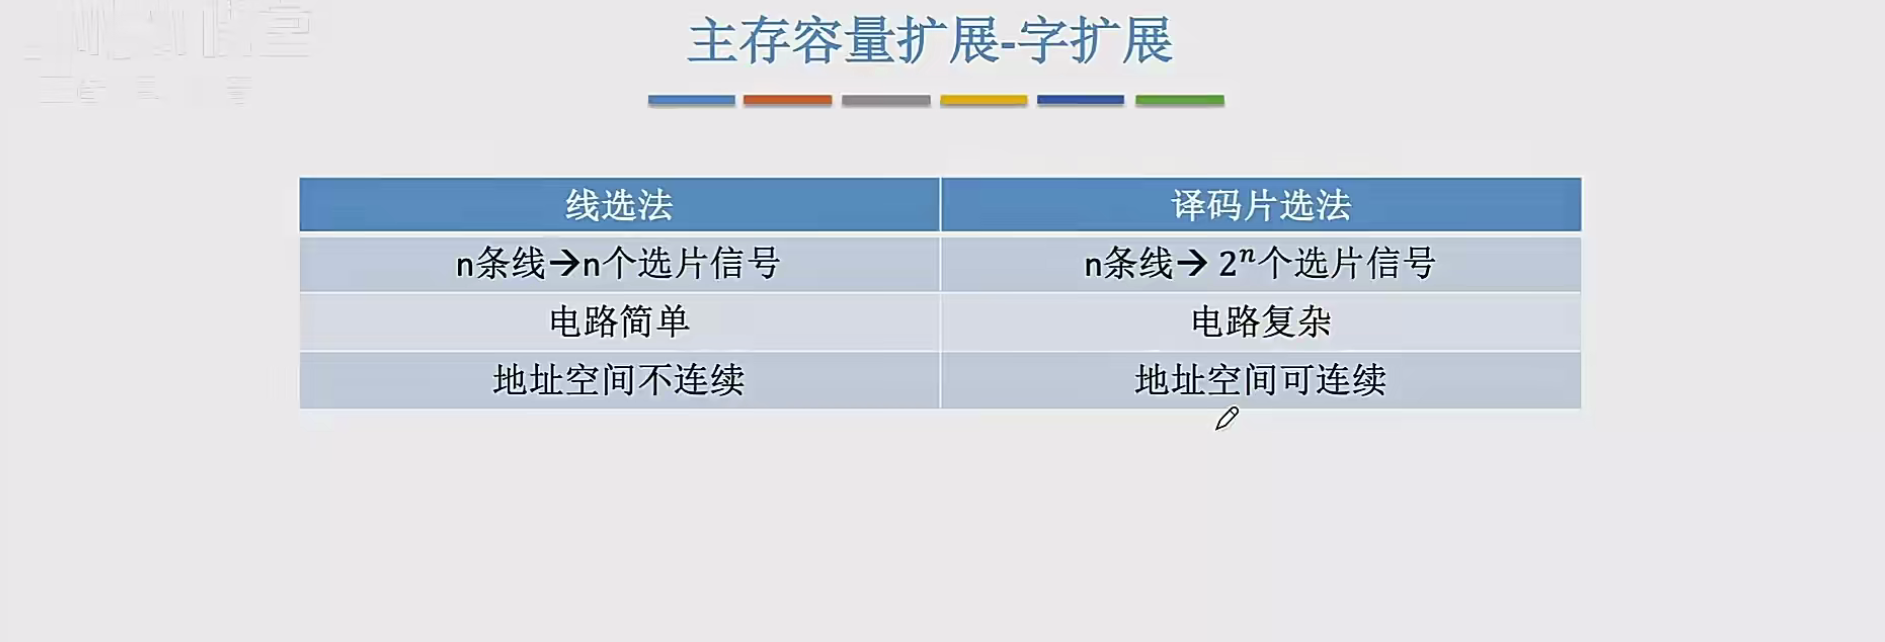 主存容量扩展-字扩展
线选法 译码片选法
n条线→n个选片信号 n条线→ 2ⁿ个选片信号
电路简单 电路复杂
地址空间不连续 地址空间可连续